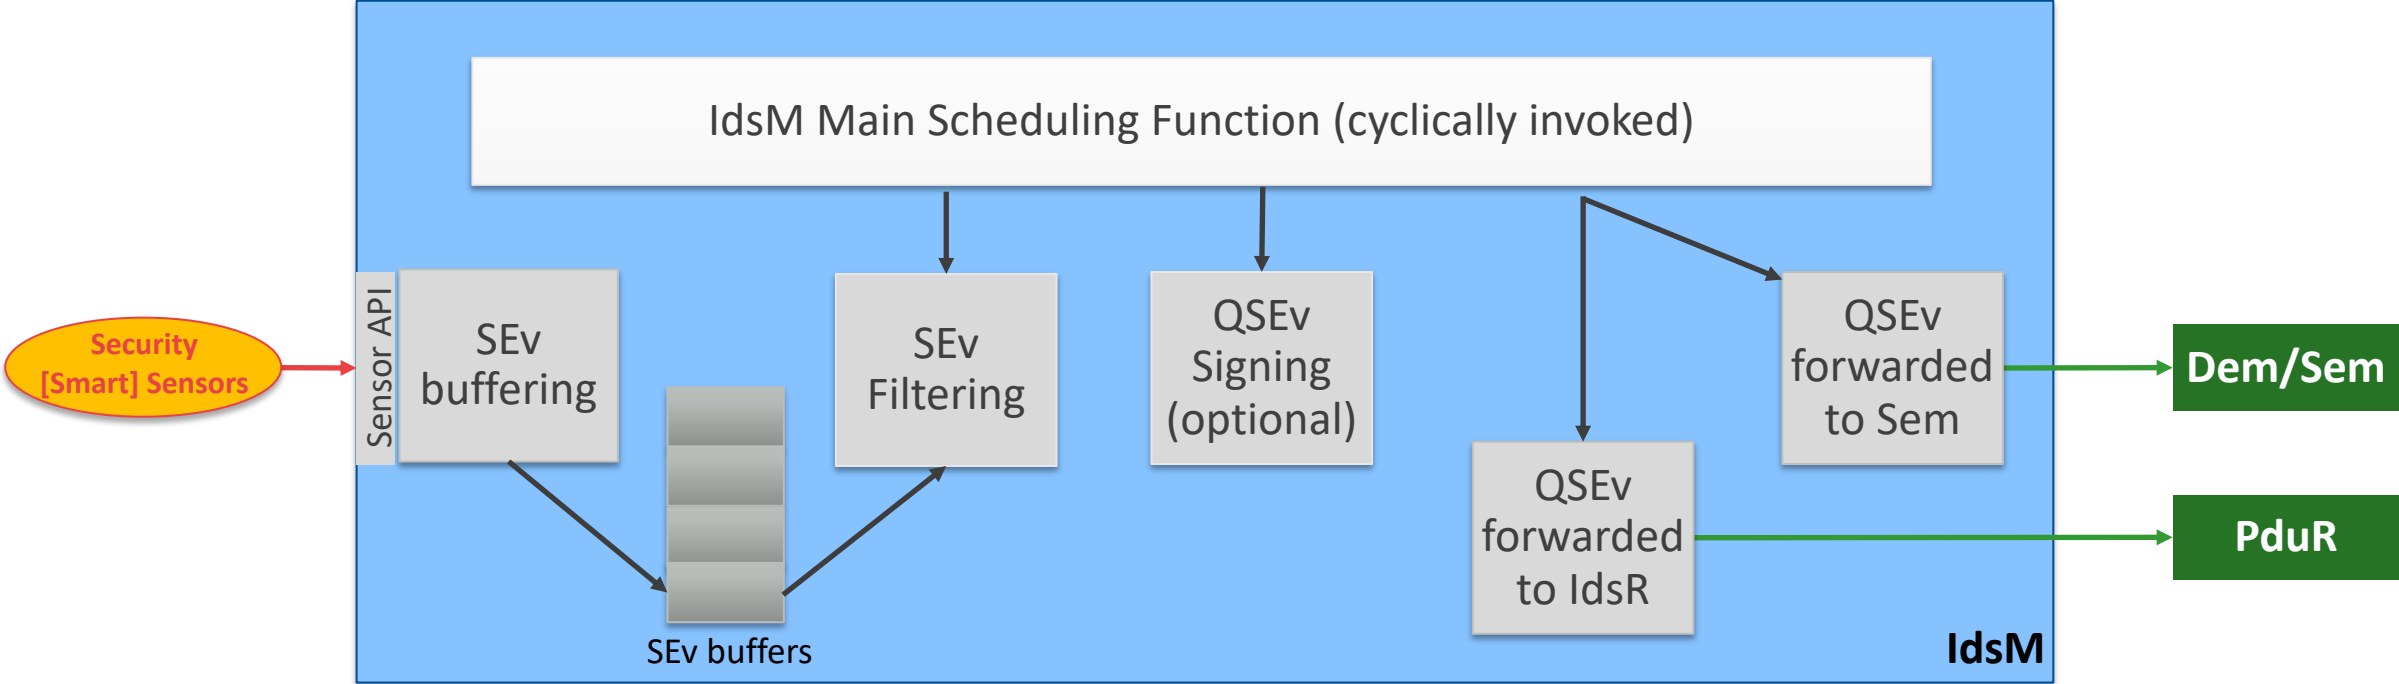 IdsM Main Scheduling Function (cyclically invoked)
Security
[Smart] Sensors
Sensor API
SEv
buffering
SEv buffers
SEv
Filtering
QSEv
Signing
(optional)
QSEv
forwarded
to IdsR
QSEv
forwarded
to Sem
Dem/Sem
PduR
IdsM